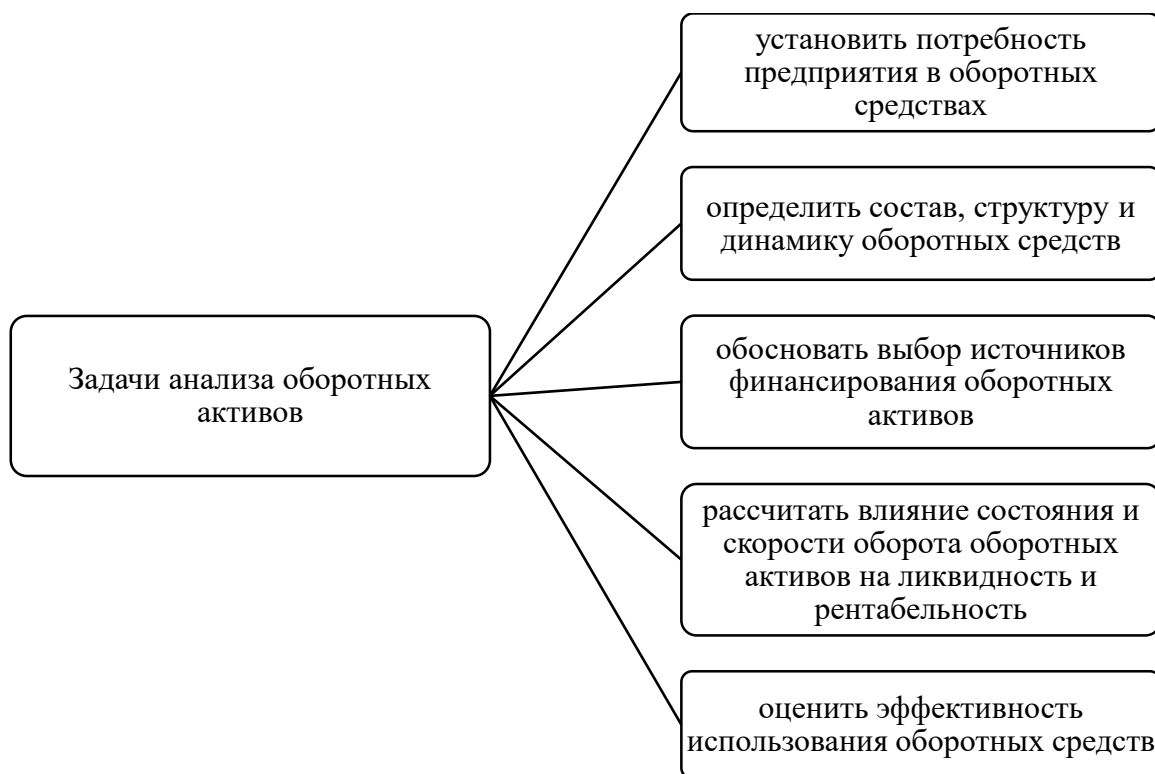 установить потребность
предприятия в оборотных
средствах
определить состав, структуру и
динамику оборотных средств
Задачи анализа оборотных
активов
обосновать выбор источников
финансирования оборотных
активов
рассчитать влияние состояния и
скорости оборота оборотных
активов на ликвидность и
рентабельность
оценить эффективность
использования оборотных средств